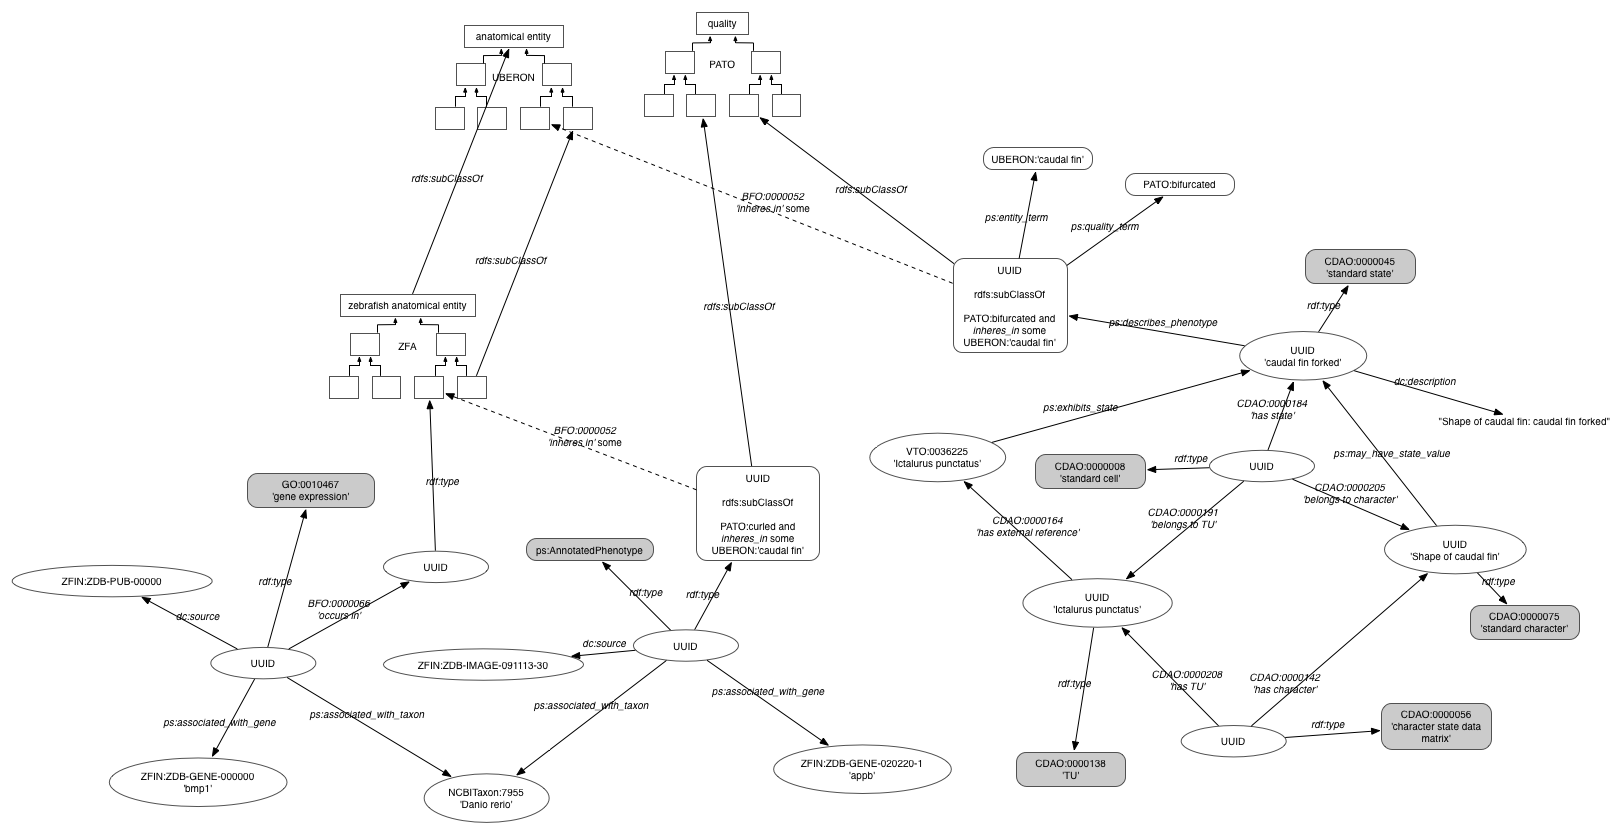 quality
anatomical entity
PATO
UBERON
UBERON:'caudal fin'
PATO:bifurcated
rdfs:subClassOf
rdfs:subClassOf
BFO:0000052
'inheres in' some
ps:entity_term
ps:quality_term
rdfs:subClassOf
UUID
rdfs:subClassOf
PATO:bifurcated and
inheres_in some
UBERON:'caudal fin'
CDAO:0000045
'standard state'
rdf:type
zebrafish anatomical entity
rdfs:subClassOf
ps:describes_phenotype
ZFA
UUID
'caudal fin forked'
dc:description
"Shape of caudal fin: caudal fin forked"
ps:exhibits_state
CDAO:0000184
'has state'
BFO:0000052
'inheres in' some
VTO:0036225
'Ictalurus punctatus'
CDAO:0000008
'standard cell'
rdf:type
UUID
ps:may_have_state_value
GO:0010467
'gene expression'
rdf:type
UUID
rdfs:subClassOf
PATO:curled and
inheres_in some
UBERON:'caudal fin'
CDAO:0000205
'belongs to character'
CDAO:0000164
'has external reference'
CDAO:0000191
'belongs to TU'
ps:AnnotatedPhenotype
UUID
'Shape of caudal fin'
rdf:type
ZFIN:ZDB-PUB-00000
rdf:type
UUID
rdf:type
rdf:type
dc:source
BFO:0000066
'occurs in'
UUID
'Ictalurus punctatus'
CDAO:0000075
'standard character'
UUID
ZFIN:ZDB-IMAGE-091113-30
dc:source
UUID
rdf:type
CDAO:0000208
'has TU'
CDAO:0000142
'has character'
ps:associated_with_gene
ps:associated_with_taxon
ps:associated_with_taxon
ps:associated_with_gene
UUID
rdf:type
CDAO:0000056
'character state data
matrix'
ZFIN:ZDB-GENE-000000
'bmp1'
NCBITaxon:7955
'Danio rerio'
ZFIN:ZDB-GENE-020220-1
'appb'
CDAO:0000138
'TU'